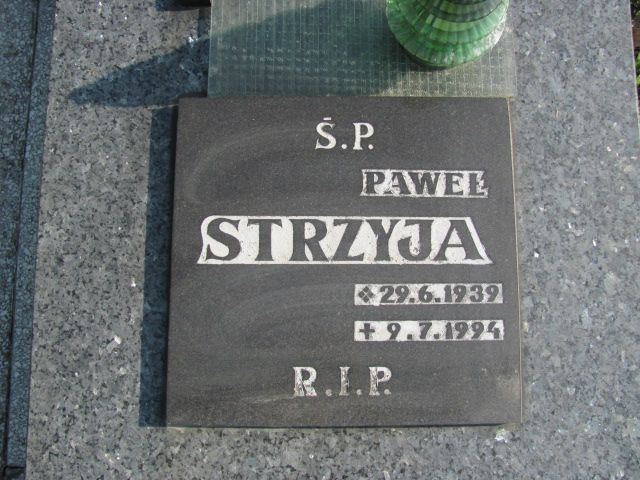 Ś.P.
PAWEŁ
STRZYJA
29.6.1939
✝ 9.7.1994
R.I.P.